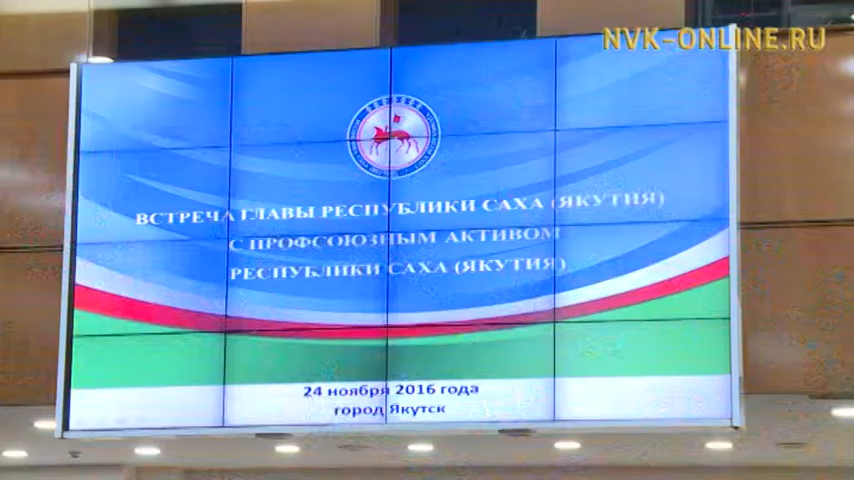 NVK-ONLINE.RU
ВСТРЕЧА ГЛАВЫ РЕСПУБЛИКИ САХА (ЯКУТИЯ)
С ПРОФСОЮЗНЫМ АКТИВОМ
РЕСПУБЛИКИ САХА (ЯКУТИЯ)
24 ноября 2016 года
город Якутск